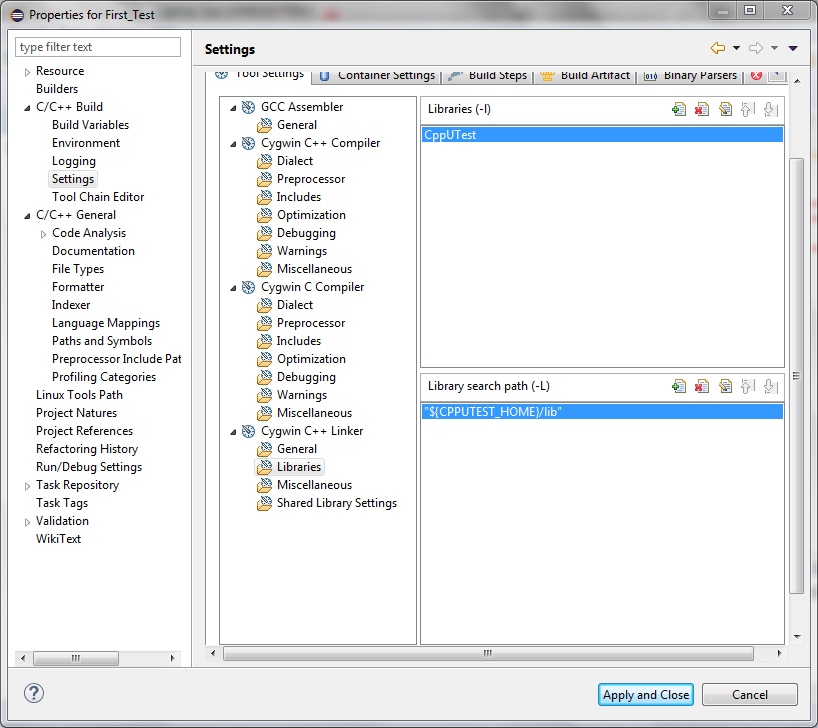 Properties for First_Test
type filter text
Resource
Builders
C/C++ Build
Build Variables
Environment
Logging
Settings
Tool Chain Editor
C/C++ General
Code Analysis
Documentation
File Types
Formatter
Indexer
Language Mappings
Paths and Symbols
Preprocessor Include Pat
Profiling Categories
Linux Tools Path
Project Natures
Project References
Refactoring History
Run/Debug Settings
Task Repository
Task Tags
Validation
WikiText
Settings
Tool Settings Container Settings Build Steps Build Artifact Binary Parsers
GCC Assembler
General
Cygwin C++ Compiler
Dialect
Preprocessor
Includes
Optimization
Debugging
Warnings
Miscellaneous
Cygwin C Compiler
Dialect
Preprocessor
Includes
Optimization
Debugging
Warnings
Miscellaneous
Cygwin C++ Linker
General
Libraries
Miscellaneous
Shared Library Settings
Libraries (-l)
CppUTest
Library search path (-L)
"${CPPUTEST_HOME}/lib"
Apply and Close
Cancel